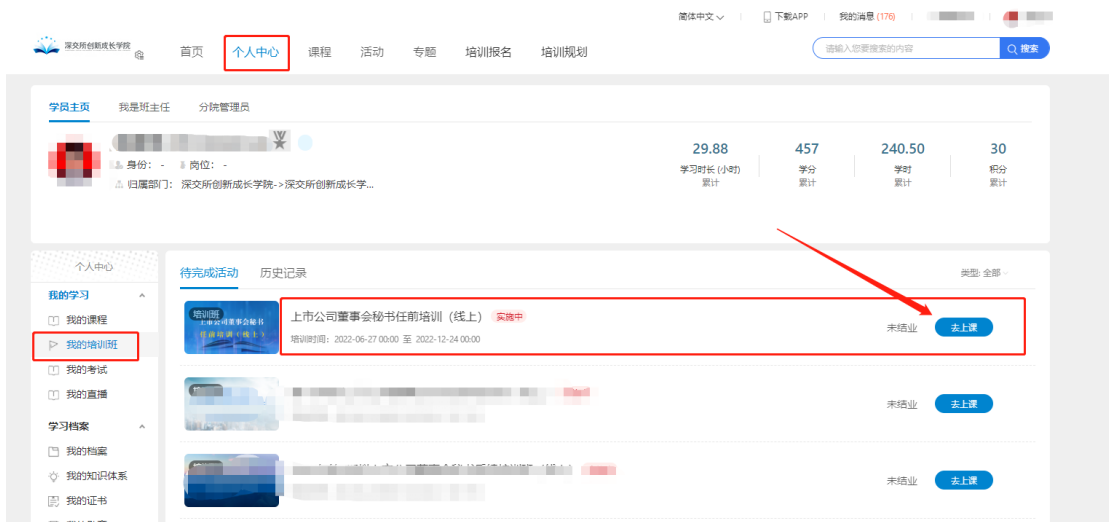 简体中文 下载APP 我的消息 (176)
深交所创新成长学院
首页 个人中心 课程 活动 专题 培训报名 培训规划
请输入您要搜索的内容 搜索
学员主页 我是班主任 分院管理员
身份： - 岗位： -
归属部门： 深交所创新成长学院->深交所创新成长学...
29.88 457 240.50 30
学习时长 (小时) 学分 学时 积分
累计 累计 累计 累计
个人中心
我的学习
我的课程
我的培训班
我的考试
我的直播
学习档案
我的档案
我的知识体系
我的证书
待完成活动 历史记录 类型: 全部
培训班
上市公司董事会秘书
任前培训（线上）
上市公司董事会秘书任前培训（线上） 实施中
培训时间：2022-06-27 00:00 至 2022-12-24 00:00
未结业 去上课
未结业 去上课
未结业 去上课